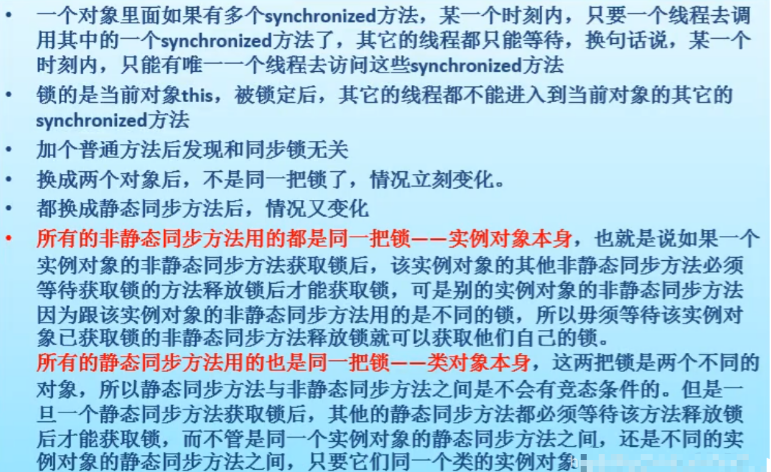 • 一个对象里面如果有多个synchronized方法，某一个时刻内，只要一个线程去调
用其中的一个synchronized方法了，其它的线程都只能等待，换句话说，某一个
时刻内，只能有唯一一个线程去访问这些synchronized方法
• 锁的是当前对象this，被锁定后，其它的线程都不能进入到当前对象的其它的
synchronized方法
• 加个普通方法后发现和同步锁无关
• 换成两个对象后，不是同一把锁了，情况立刻变化。
• 都换成静态同步方法后，情况又变化
• 所有的非静态同步方法用的都是同一把锁——实例对象本身，也就是说如果一个
实例对象的非静态同步方法获取锁后，该实例对象的其他非静态同步方法必须
等待获取锁的方法释放锁后才能获取锁，可是别的实例对象的非静态同步方法
因为跟该实例对象的非静态同步方法用的是不同的锁，所以毋须等待该实例对
象已获取锁的非静态同步方法释放锁就可以获取他们自己的锁。
所有的静态同步方法用的也是同一把锁——类对象本身，这两把锁是两个不同的
对象，所以静态同步方法与非静态同步方法之间是不会有竞态条件的。但是一
旦一个静态同步方法获取锁后，其他的静态同步方法都必须等待该方法释放锁
后才能获取锁，而不管是同一个实例对象的静态同步方法之间，还是不同的实
例对象的静态同步方法之间，只要它们同一个类的实例对象